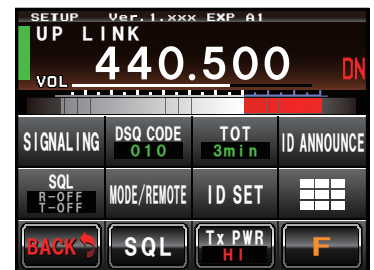 SETUP Ver.1.xxx EXP A1
UP LINK
440.500 DN
VOL
SIGNALING DSQ CODE TOT ID ANNOUNCE
010 3min
SQL MODE/REMOTE ID SET
R-OFF
T-OFF
BACK SQL Tx PWR F
HI